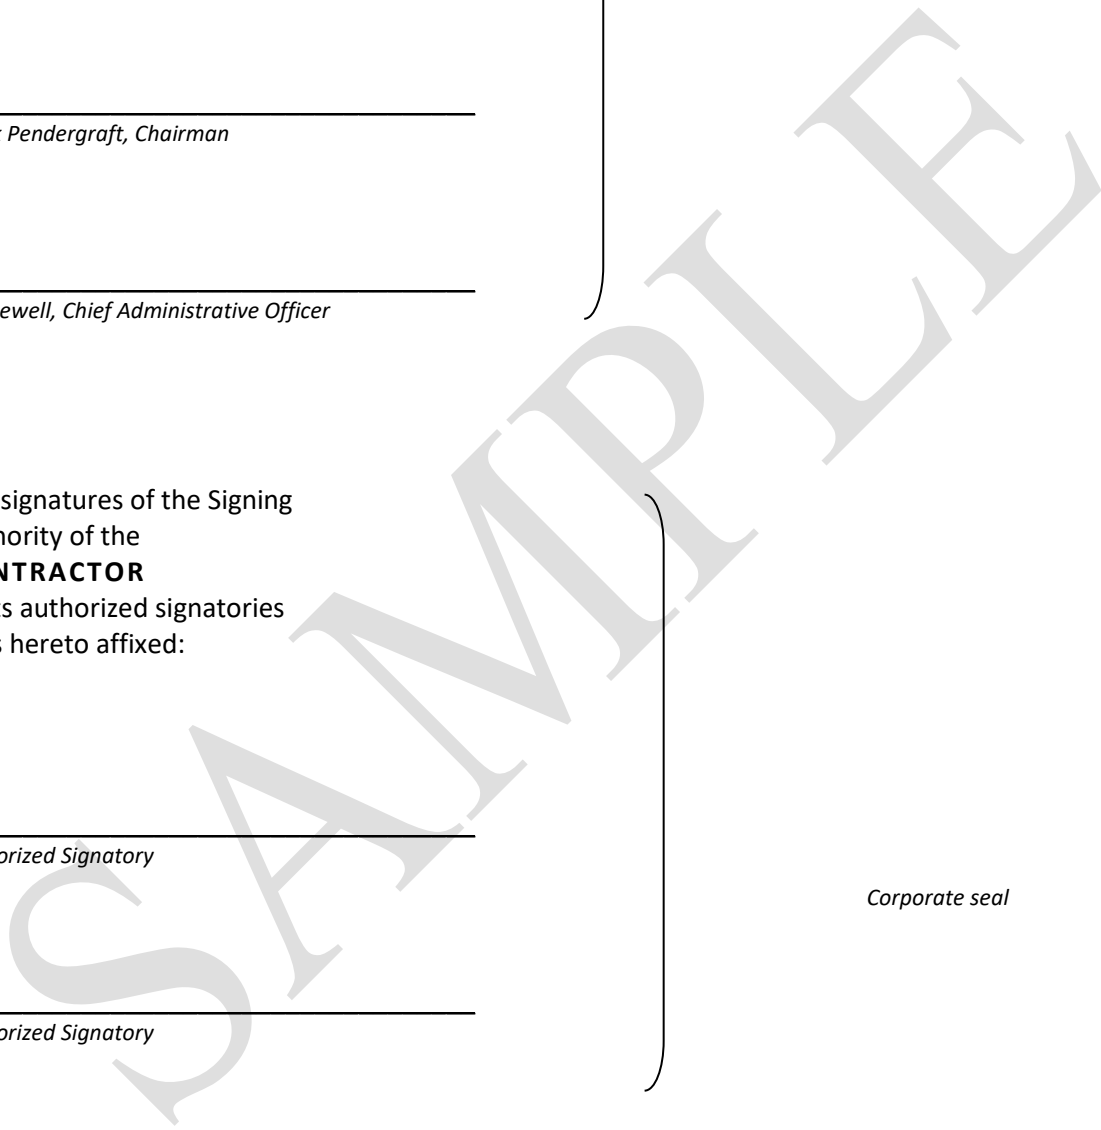 Pendergraft, Chairman
ewell, Chief Administrative Officer
signatures of the Signing
hority of the
NTRACTOR
ts authorized signatories
s hereto affixed:
orized Signatory
Corporate seal
orized Signatory
SAMPLE